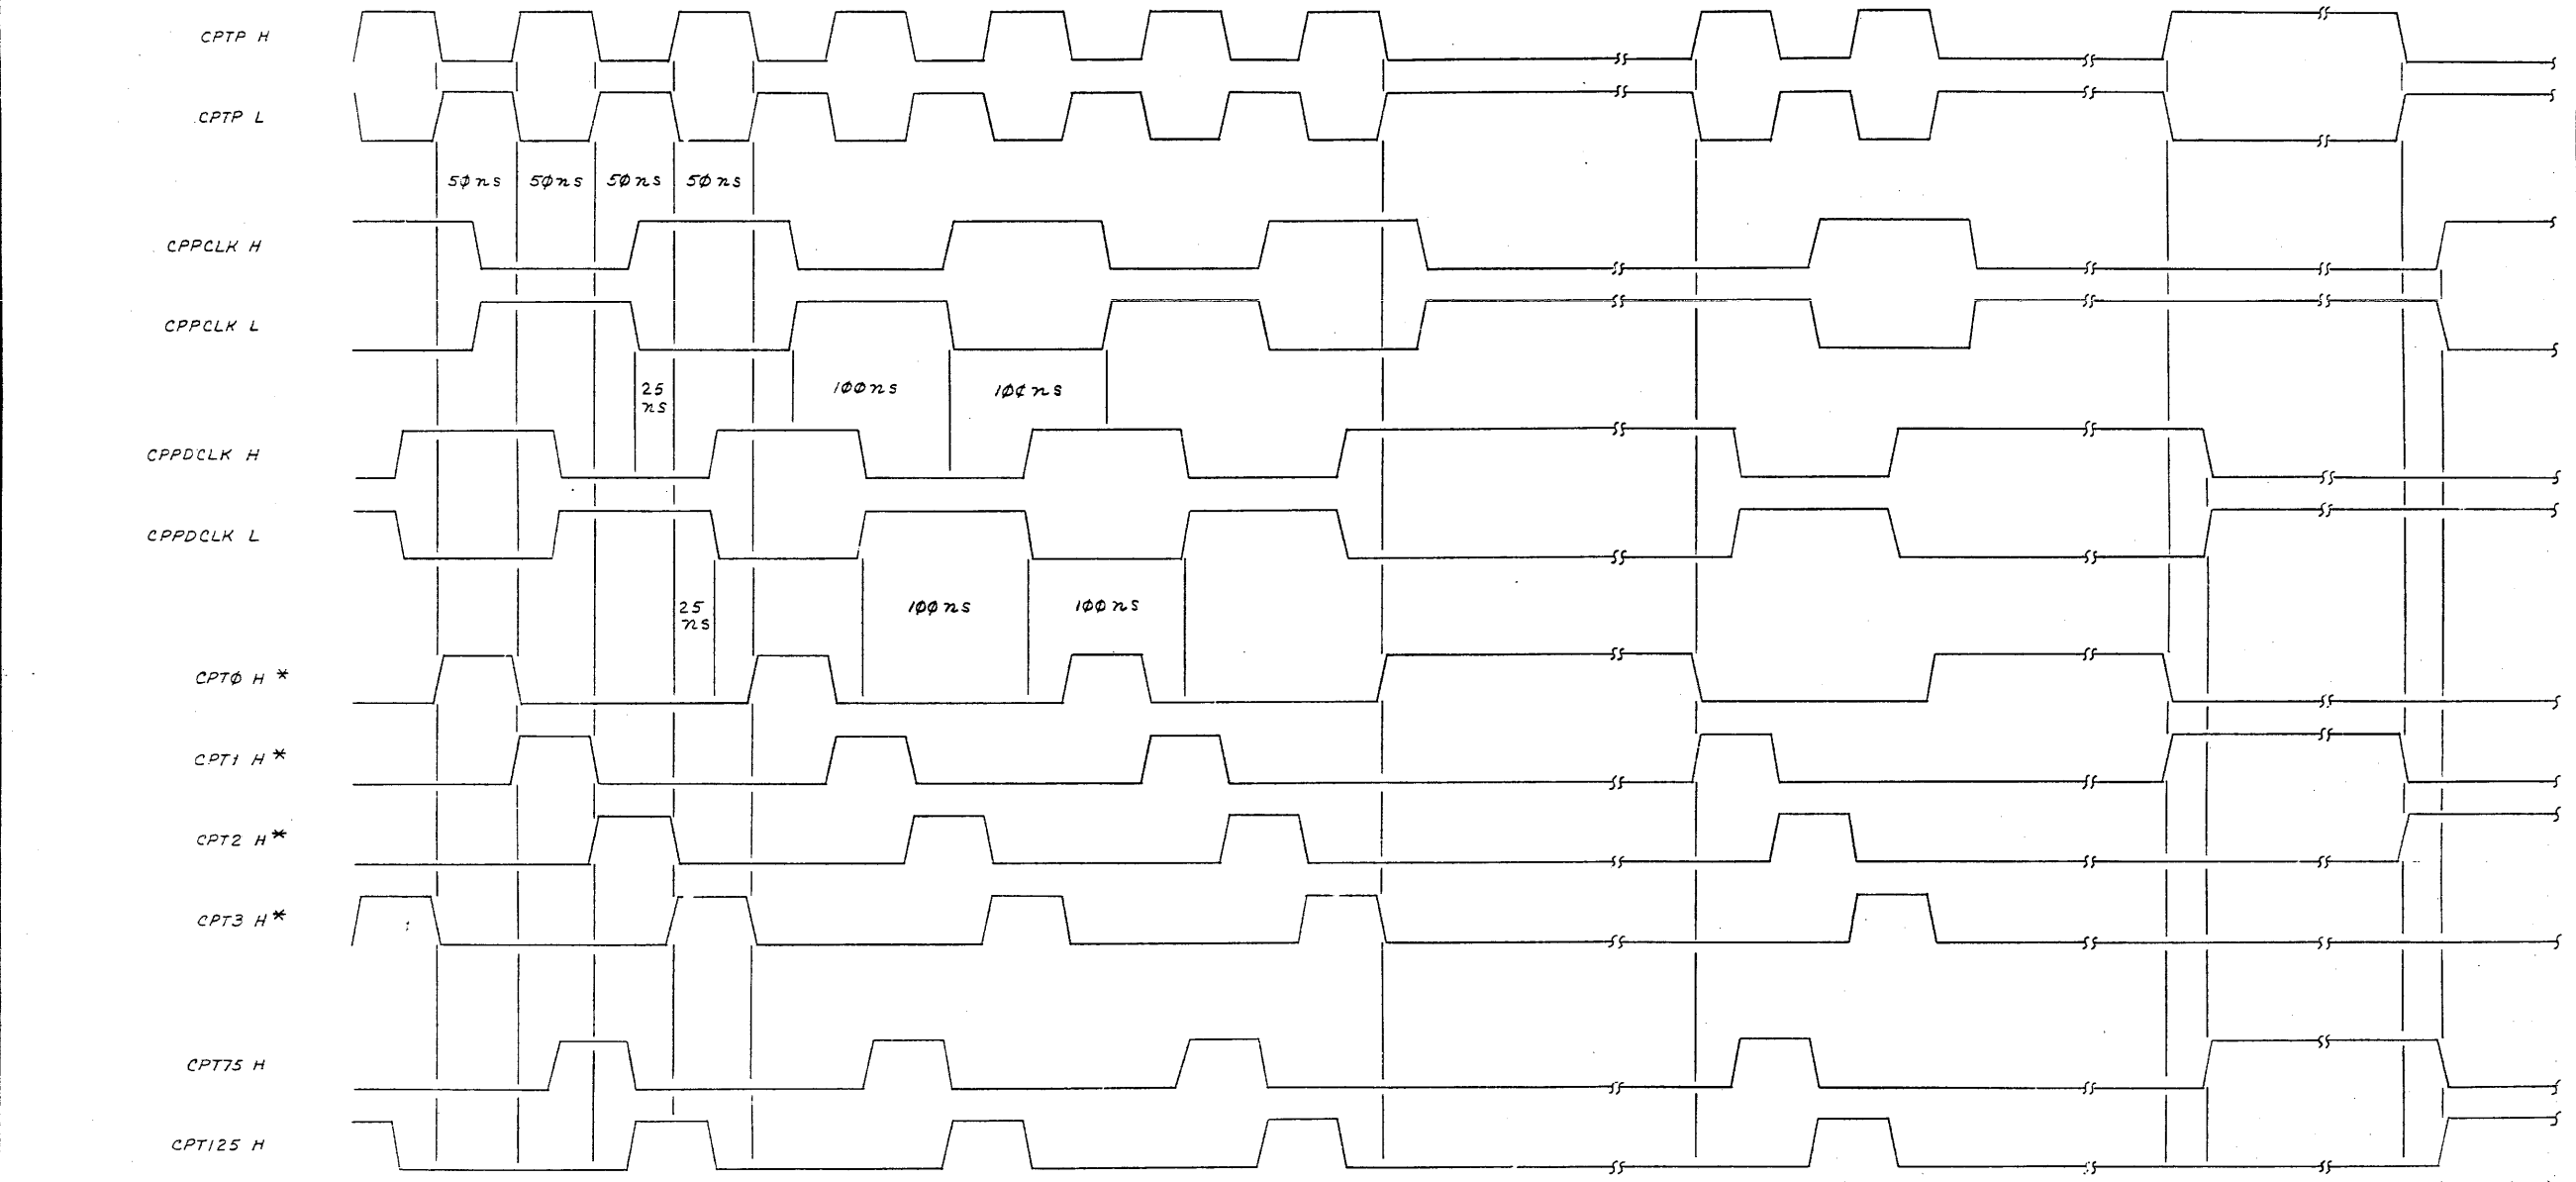 CPTP H
CPTP L
5φns 5φns 5φns 5φns
CPPCLK H
CPPCLK L
25
ns
1φφns
1φφns
CPPDCLK H
CPPDCLK L
25
ns
1φφns
1φφns
CPTφ H *
CPT1 H *
CPT2 H *
CPT3 H *
CPT75 H
CPT125 H